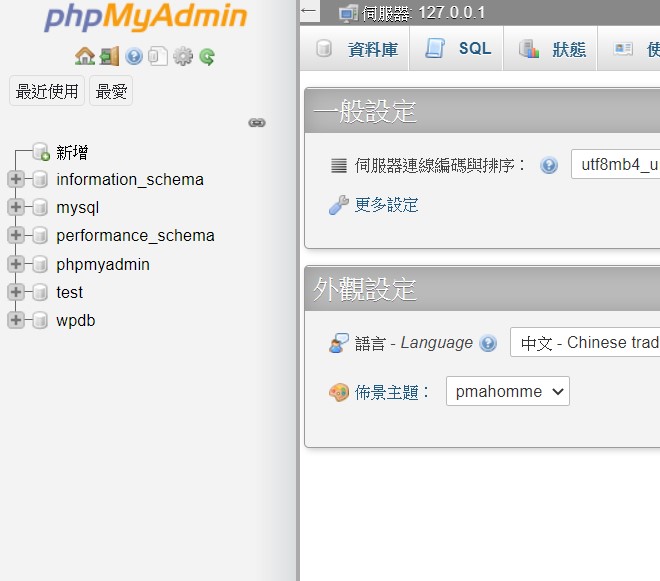 phpMyAdmin
最近使用 最愛
新增
information_schema
mysql
performance_schema
phpmyadmin
test
wpdb
伺服器: 127.0.0.1
資料庫 SQL 狀態 使
一般設定
伺服器連線編碼與排序： utf8mb4_u
更多設定
外觀設定
語言 - Language 中文 - Chinese trad
佈景主題： pmahomme